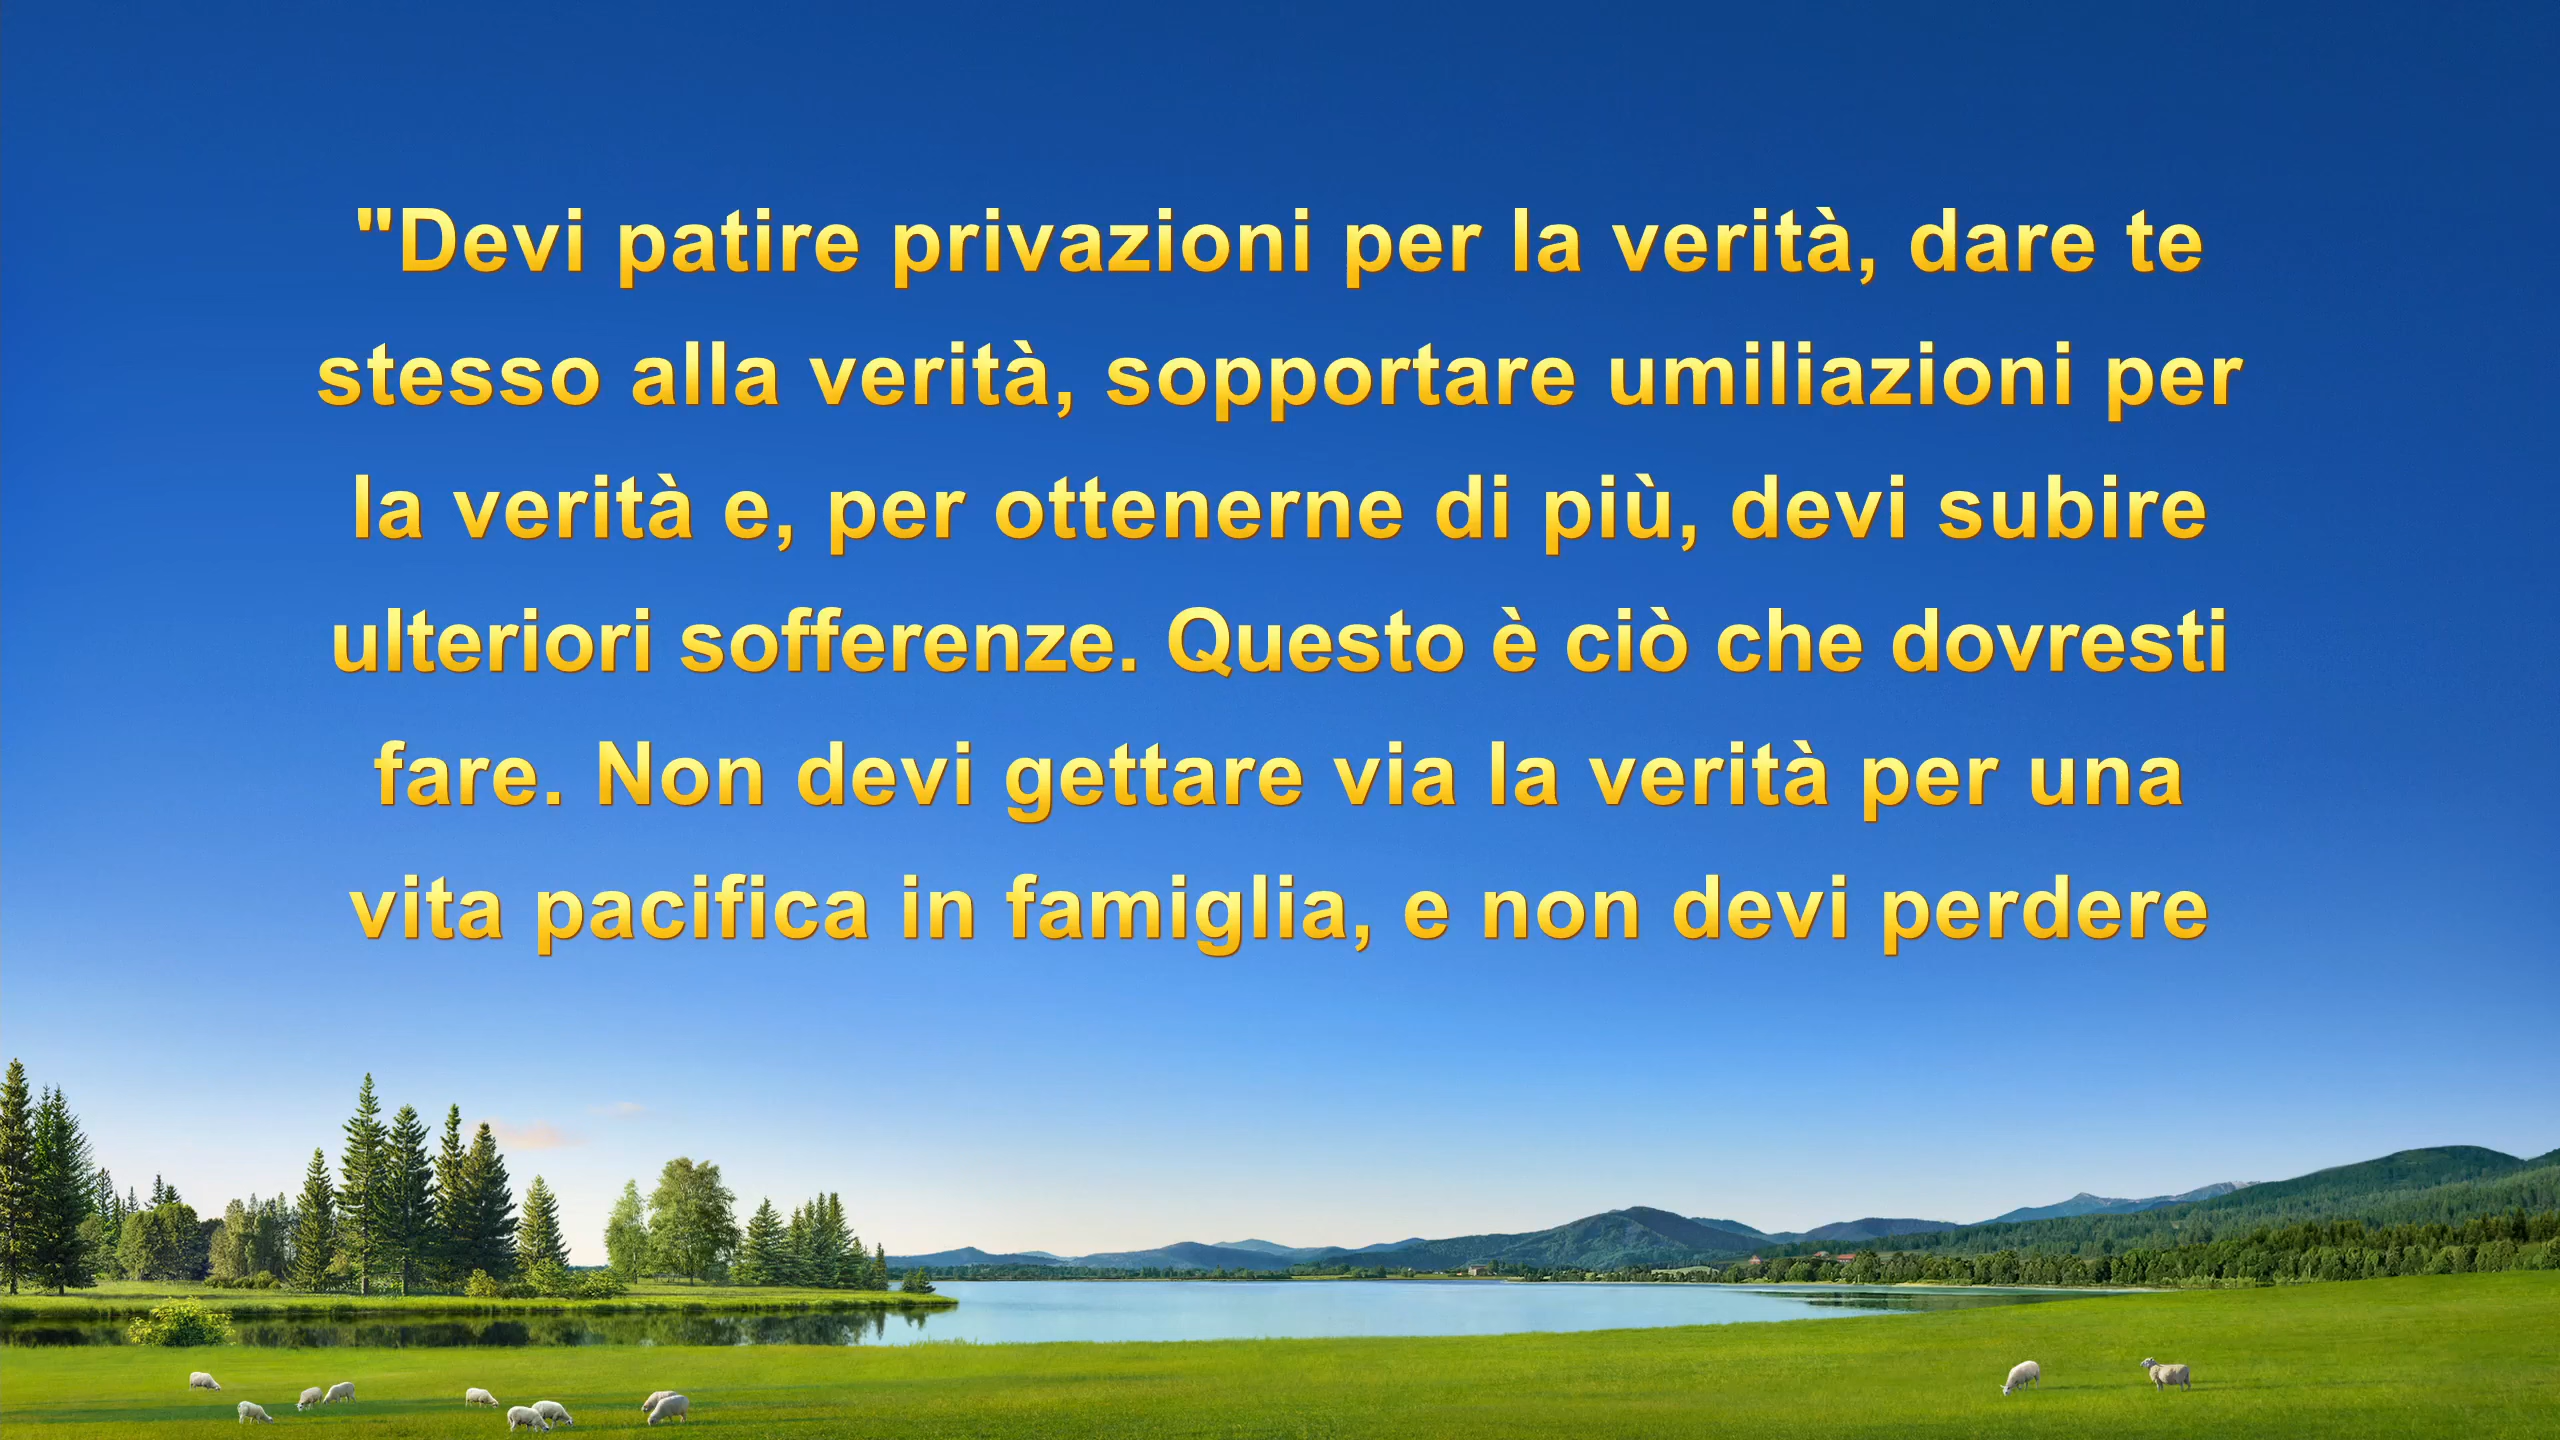 "Devi patire privazioni per la verità, dare te
stesso alla verità, sopportare umiliazioni per
la verità e, per ottenerne di più, devi subire
ulteriori sofferenze. Questo è ciò che dovresti
fare. Non devi gettare via la verità per una
vita pacifica in famiglia, e non devi perdere